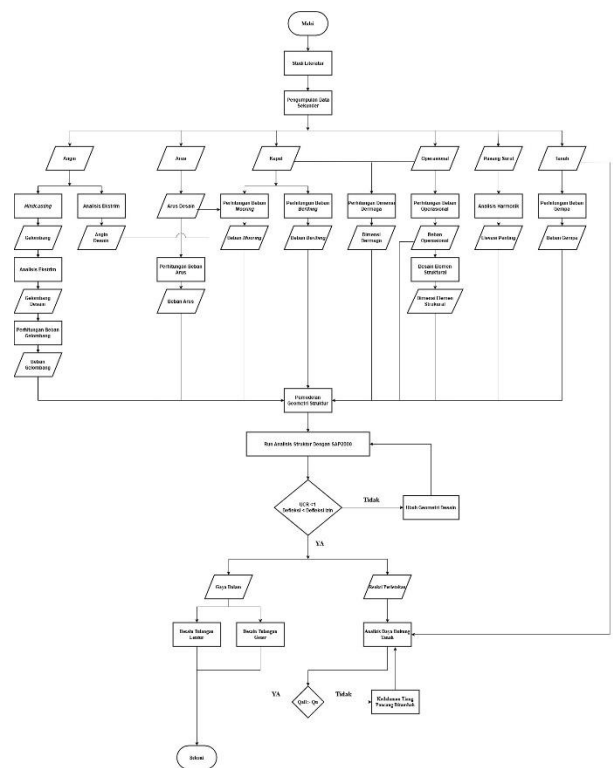 Mulai
Studi Literatur
Pengumpulan Data
Sekunder
Angin
Arus
Kapal
Operasional
Pasang Surut
Tanah
Hindcasting
Analisis Ekstrim
Arus Desain
Perhitungan Beban
Mooring
Perhitungan Beban
Berthing
Perhitungan Dimensi
Dermaga
Perhitungan Beban
Operasional
Analisis Harmonik
Perhitungan Beban
Gempa
Gelombang
Angin
Desain
Beban Mooring
Beban Berthing
Dimensi
Dermaga
Beban
Operasional
Elevasi Penting
Beban Gempa
Analisis Ekstrim
Perhitungan Beban
Arus
Desain Elemen
Struktural
Gelombang
Desain
Beban Arus
Dimensi Elemen
Struktural
Perhitungan Beban
Gelombang
Beban
Gelombang
Pemodelan
Geometri Struktur
Run Analisis Struktur Dengan SAP2000
UCR <1
Defleksi < Defleksi Izin
Tidak
Ubah Geometri Desain
YA
Gaya Dalam
Reaksi Perletakan
Desain Tulangan
Lentur
Desain Tulangan
Geser
Analisis Daya Dukung
Tanah
YA
Tidak
Kedalaman Tiang
Pancang Ditambah
Selesai